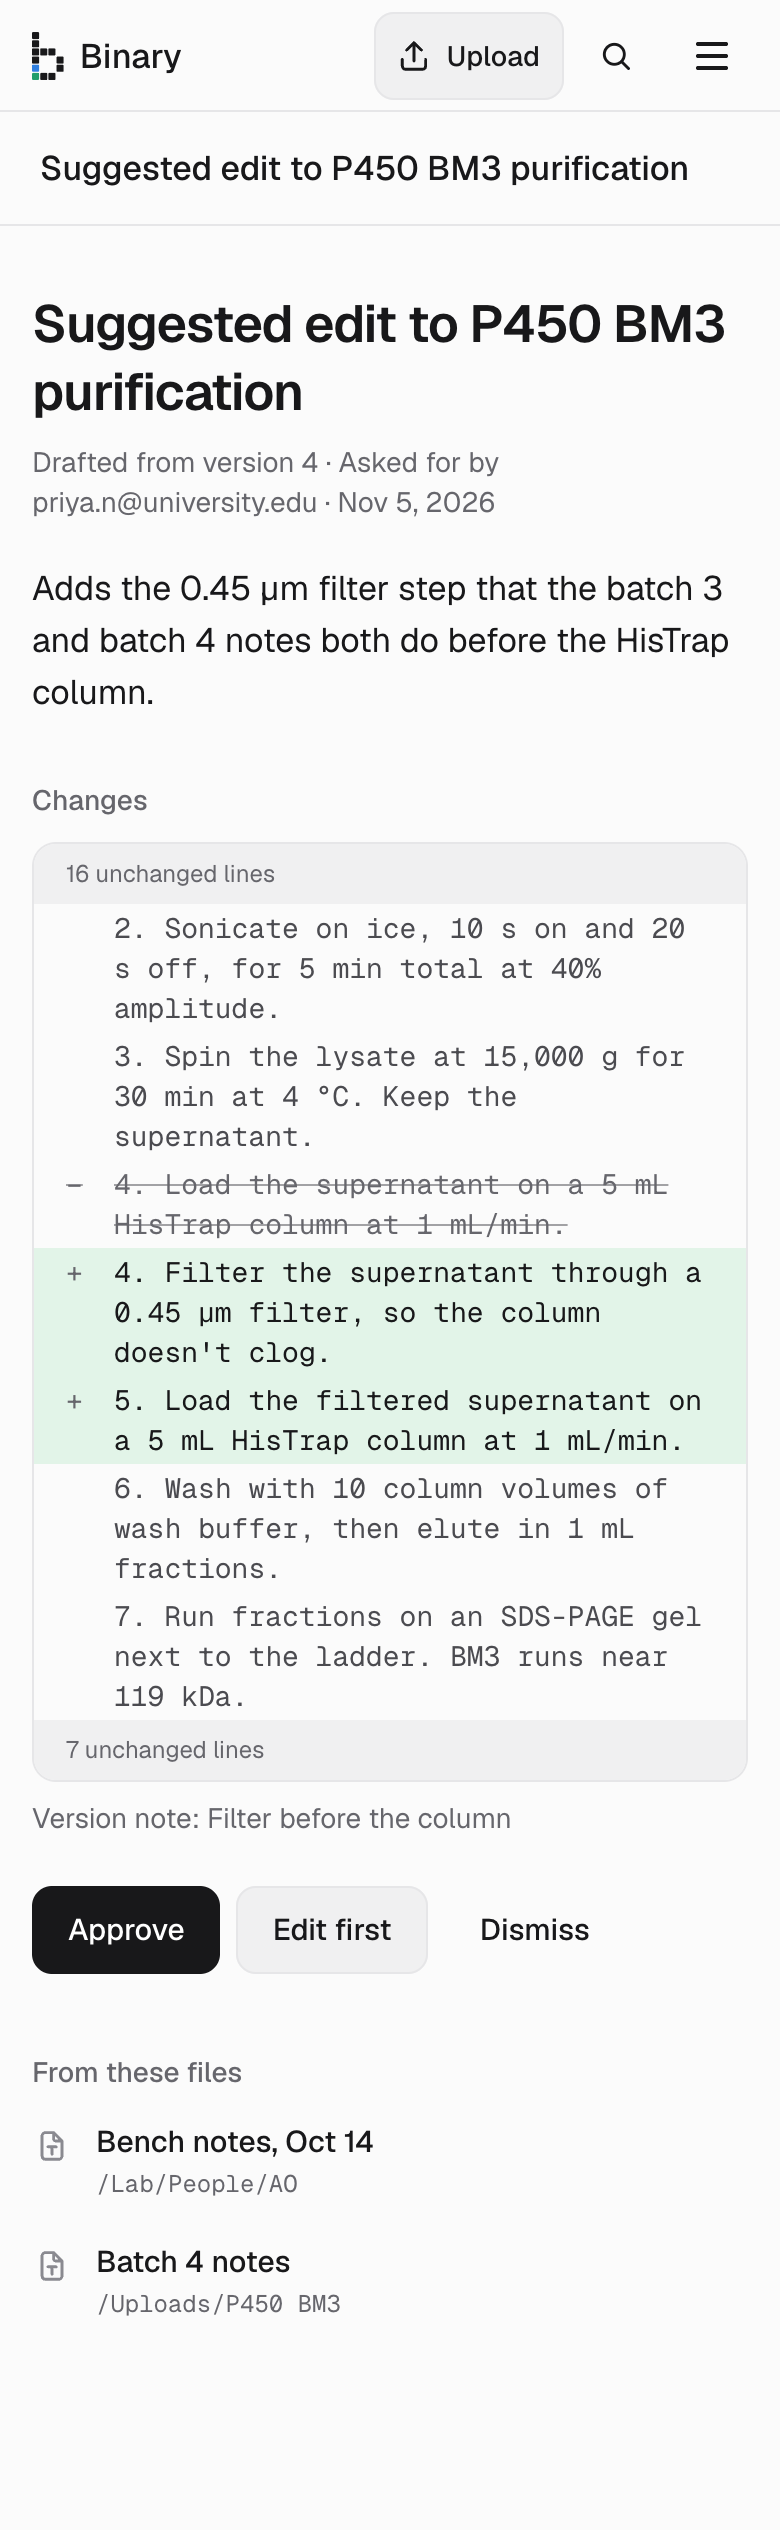 Binary
Upload
Suggested edit to P450 BM3 purification
Suggested edit to P450 BM3
purification
Drafted from version 4 · Asked for by
priya.n@university.edu · Nov 5, 2026
Adds the 0.45 µm filter step that the batch 3
and batch 4 notes both do before the HisTrap
column.
Changes
16 unchanged lines
2. Sonicate on ice, 10 s on and 20
s off, for 5 min total at 40%
amplitude.
3. Spin the lysate at 15,000 g for
30 min at 4 °C. Keep the
supernatant.
− 4. Load the supernatant on a 5 mL
HisTrap column at 1 mL/min.
+ 4. Filter the supernatant through a
0.45 µm filter, so the column
doesn't clog.
+ 5. Load the filtered supernatant on
a 5 mL HisTrap column at 1 mL/min.
6. Wash with 10 column volumes of
wash buffer, then elute in 1 mL
fractions.
7. Run fractions on an SDS-PAGE gel
next to the ladder. BM3 runs near
119 kDa.
7 unchanged lines
Version note: Filter before the column
Approve
Edit first
Dismiss
From these files
Bench notes, Oct 14
/Lab/People/AO
Batch 4 notes
/Uploads/P450 BM3